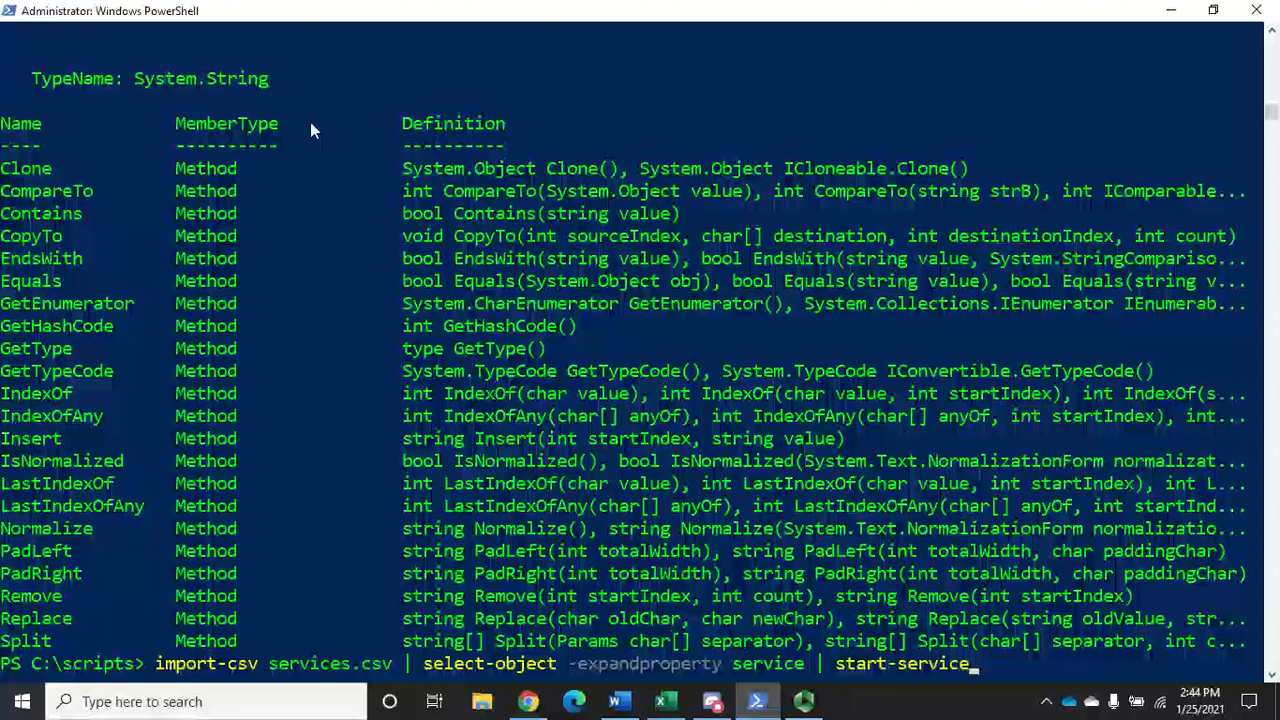 Administrator: Windows PowerShell
TypeName: System.String
Name MemberType Definition
---- ---------- ----------
Clone Method System.Object Clone(), System.Object ICloneable.Clone()
CompareTo Method int CompareTo(System.Object value), int CompareTo(string strB), int IComparable...
Contains Method bool Contains(string value)
CopyTo Method void CopyTo(int sourceIndex, char[] destination, int destinationIndex, int count)
EndsWith Method bool EndsWith(string value), bool EndsWith(string value, System.StringCompariso...
Equals Method bool Equals(System.Object obj), bool Equals(string value), bool Equals(string v...
GetEnumerator Method System.CharEnumerator GetEnumerator(), System.Collections.IEnumerator IEnumerab...
GetHashCode Method int GetHashCode()
GetType Method type GetType()
GetTypeCode Method System.TypeCode GetTypeCode(), System.TypeCode IConvertible.GetTypeCode()
IndexOf Method int IndexOf(char value), int IndexOf(char value, int startIndex), int IndexOf(s...
IndexOfAny Method int IndexOfAny(char[] anyOf), int IndexOfAny(char[] anyOf, int startIndex), int...
Insert Method string Insert(int startIndex, string value)
IsNormalized Method bool IsNormalized(), bool IsNormalized(System.Text.NormalizationForm normalizat...
LastIndexOf Method int LastIndexOf(char value), int LastIndexOf(char value, int startIndex), int L...
LastIndexOfAny Method int LastIndexOfAny(char[] anyOf), int LastIndexOfAny(char[] anyOf, int startInd...
Normalize Method string Normalize(), string Normalize(System.Text.NormalizationForm normalizatio...
PadLeft Method string PadLeft(int totalWidth), string PadLeft(int totalWidth, char paddingChar)
PadRight Method string PadRight(int totalWidth), string PadRight(int totalWidth, char paddingChar)
Remove Method string Remove(int startIndex, int count), string Remove(int startIndex)
Replace Method string Replace(char oldChar, char newChar), string Replace(string oldValue, str...
Split Method string[] Split(Params char[] separator), string[] Split(char[] separator, int c...
PS C:\scripts> import-csv services.csv | select-object -expandproperty service | start-service_
Type here to search
2:44 PM
1/25/2021